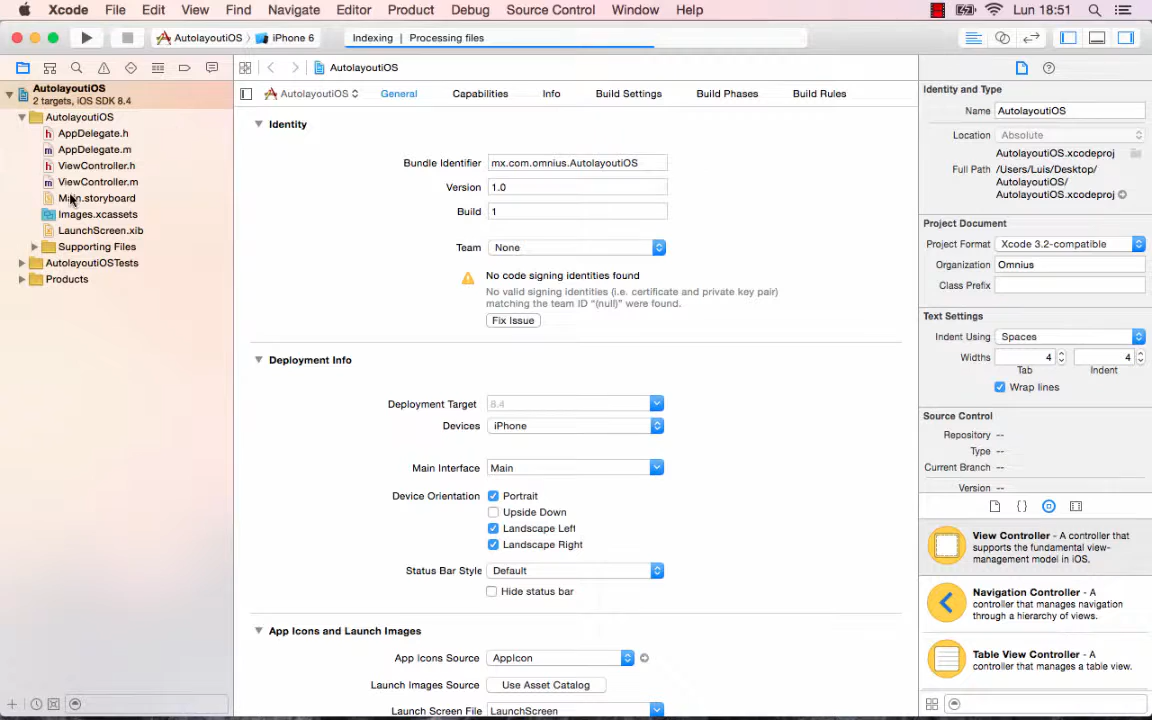 Xcode File Edit View Find Navigate Editor Product Debug Source Control Window Help Lun 18:51
AutolayoutiOS iPhone 6 Indexing | Processing files
AutolayoutiOS
2 targets, iOS SDK 8.4
AutolayoutiOS
h AppDelegate.h
m AppDelegate.m
h ViewController.h
m ViewController.m
Main.storyboard
Images.xcassets
LaunchScreen.xib
Supporting Files
AutolayoutiOSTests
Products
AutolayoutiOS
AutolayoutiOS General Capabilities Info Build Settings Build Phases Build Rules
Identity
Bundle Identifier mx.com.omnius.AutolayoutiOS
Version 1.0
Build 1
Team None
No code signing identities found
No valid signing identities (i.e. certificate and private key pair)
matching the team ID “(null)” were found.
Fix Issue
Deployment Info
Deployment Target 8.4
Devices iPhone
Main Interface Main
Device Orientation Portrait
Upside Down
Landscape Left
Landscape Right
Status Bar Style Default
Hide status bar
App Icons and Launch Images
App Icons Source AppIcon
Launch Images Source Use Asset Catalog
Launch Screen File LaunchScreen
Identity and Type
Name AutolayoutiOS
Location Absolute
AutolayoutiOS.xcodeproj
Full Path /Users/Luis/Desktop/
AutolayoutiOS/
AutolayoutiOS.xcodeproj
Project Document
Project Format Xcode 3.2-compatible
Organization Omnius
Class Prefix
Text Settings
Indent Using Spaces
Widths 4 4
Tab Indent
Wrap lines
Source Control
Repository --
Type --
Current Branch --
Version --
View Controller - A controller that
supports the fundamental view-
management model in iOS.
Navigation Controller - A
controller that manages navigation
through a hierarchy of views.
Table View Controller - A
controller that manages a table view.